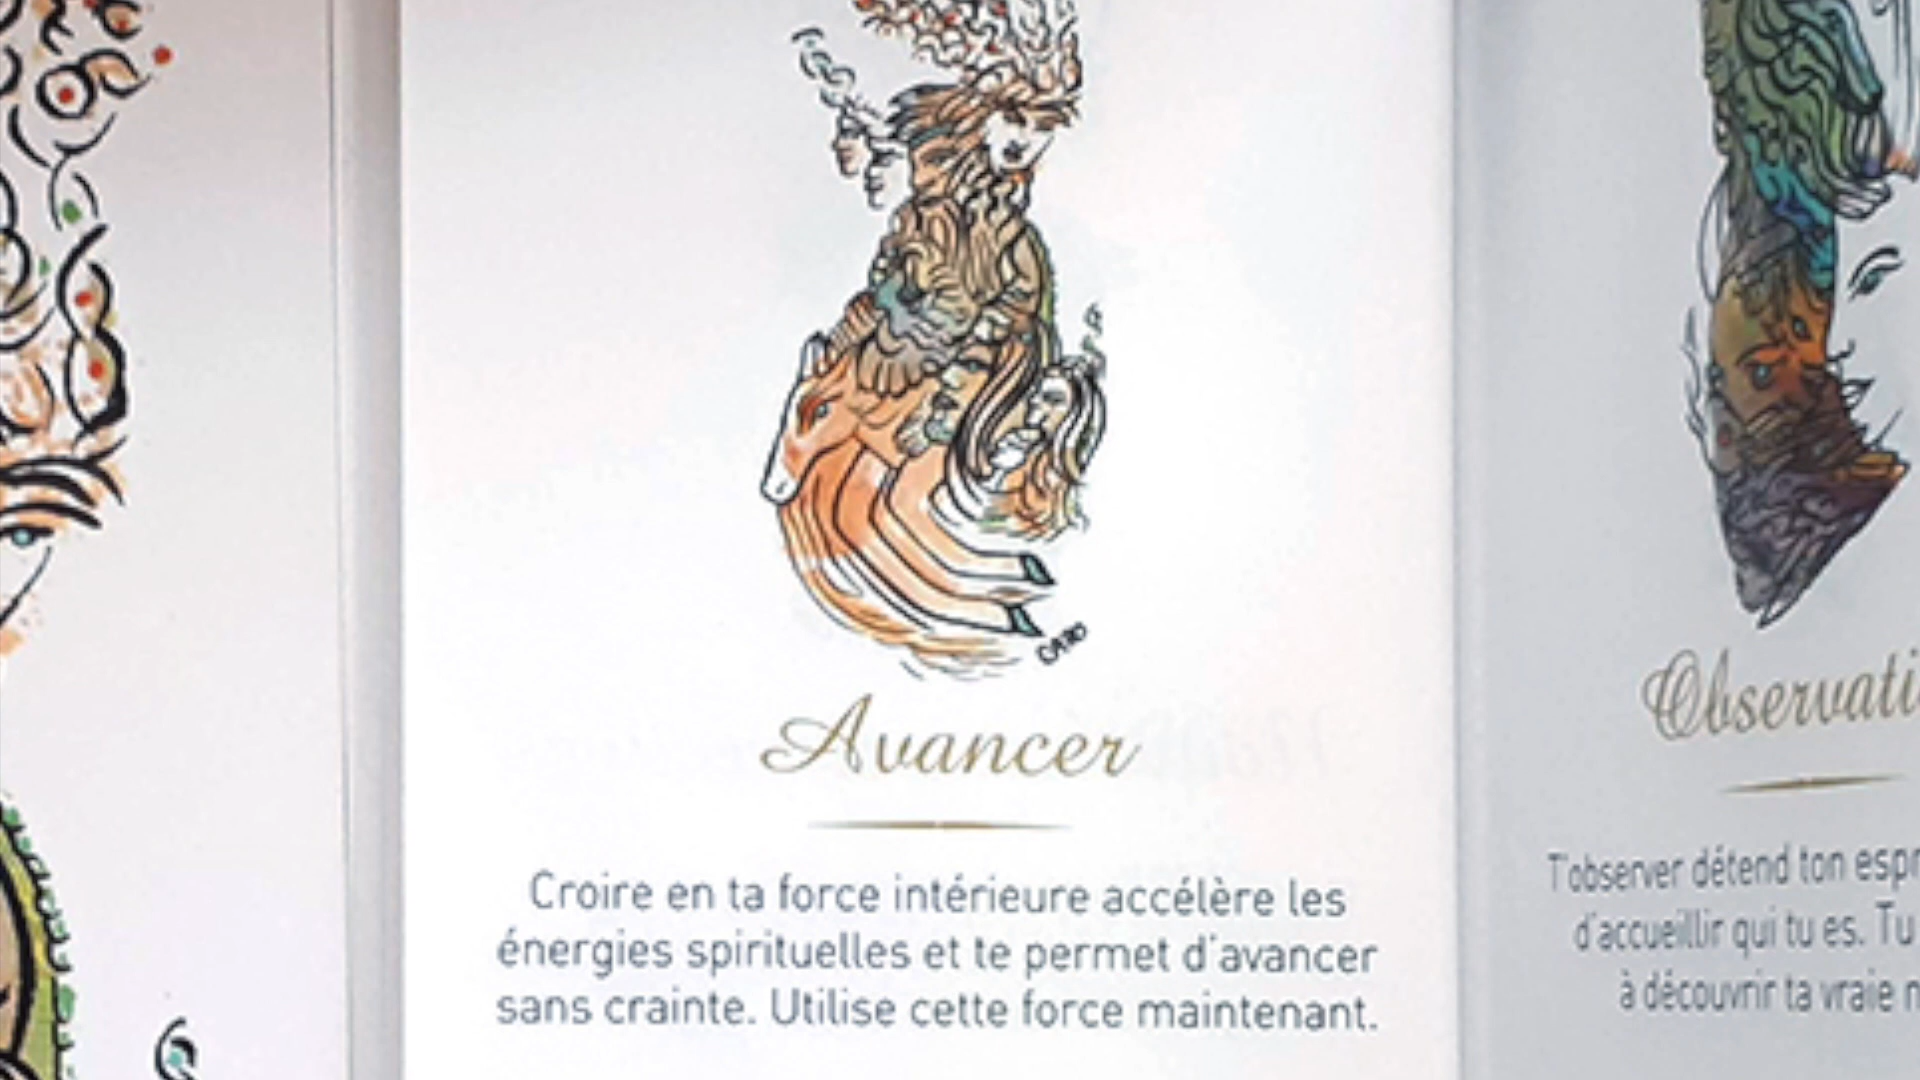 CARO
Avancer
Croire en ta force intérieure accélère les
énergies spirituelles et te permet d'avancer
sans crainte. Utilise cette force maintenant.
T'observer détend ton
d'accueillir qui tu es. Tu
à découvrir ta vraie